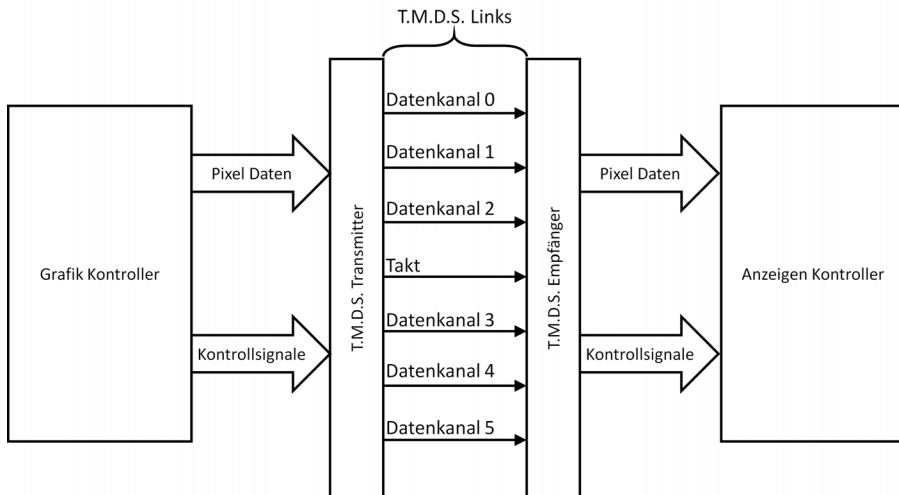 T.M.D.S. Links
Grafik Kontroller
Pixel Daten
Kontrollsignale
T.M.D.S. Transmitter
Datenkanal 0
Datenkanal 1
Datenkanal 2
Takt
Datenkanal 3
Datenkanal 4
Datenkanal 5
T.M.D.S. Empfänger
Pixel Daten
Kontrollsignale
Anzeigen Kontroller